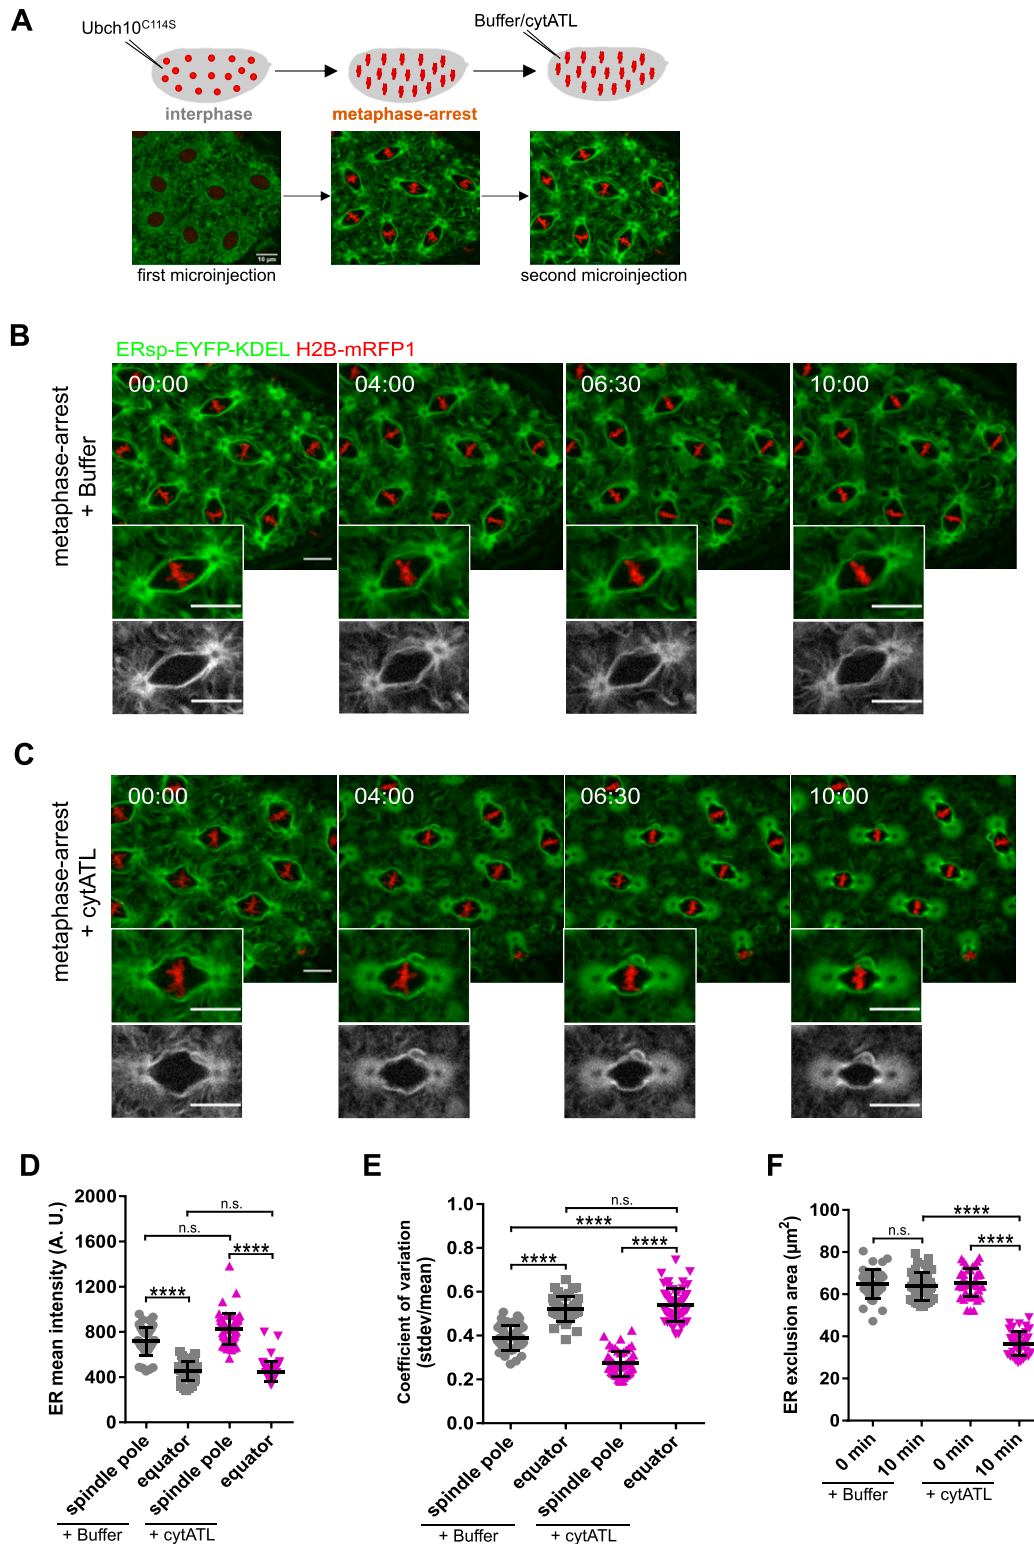 A
Ubch10C114S
Buffer/cytATL
interphase
metaphase-arrest
10 µm
first microinjection
second microinjection
B
ERsp-EYFP-KDEL H2B-mRFP1
metaphase-arrest
+ Buffer
00:00
04:00
06:30
10:00
C
metaphase-arrest
+ cytATL
00:00
04:00
06:30
10:00
D
ER mean intensity (A. U.)
2000
1600
1200
800
400
0
n.s.
n.s.
****
****
spindle pole
equator
spindle pole
equator
+ Buffer
+ cytATL
E
Coefficient of variation
(stdev/mean)
1.0
0.8
0.6
0.4
0.2
0.0
n.s.
****
****
****
spindle pole
equator
spindle pole
equator
+ Buffer
+ cytATL
F
ER exclusion area (µm2)
100
80
60
40
20
0
n.s.
****
****
0 min
10 min
0 min
10 min
+ Buffer
+ cytATL